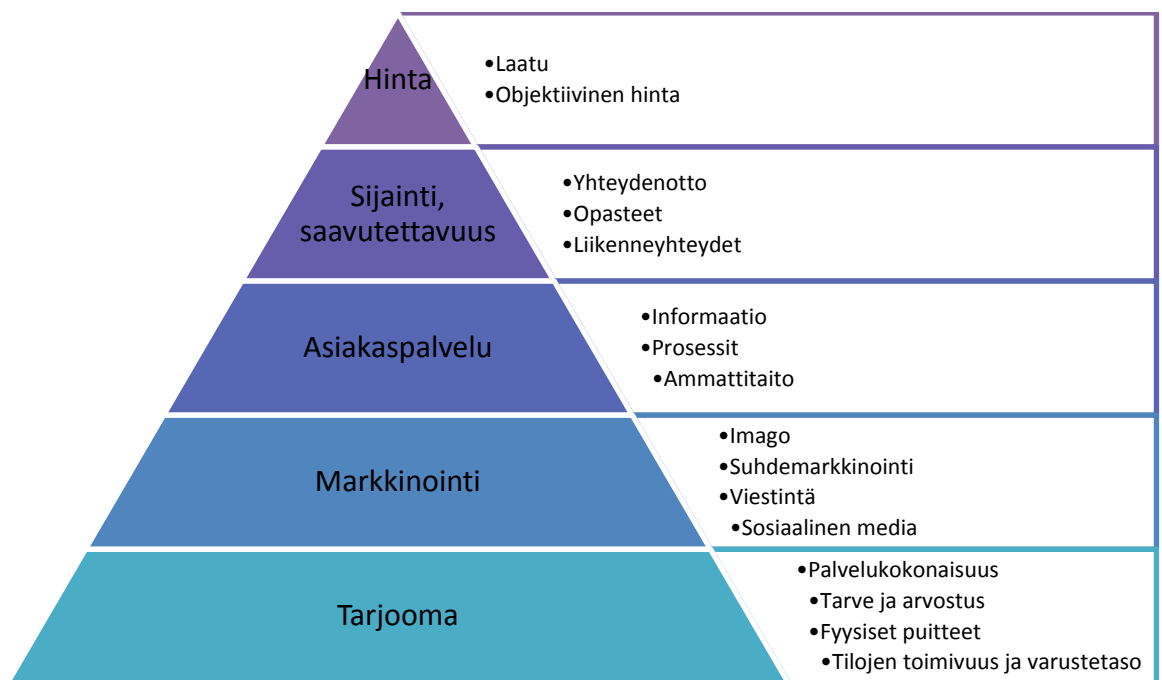 Hinta
•Laatu
•Objektiivinen hinta
Sijainti,
saavutettavuus
•Yhteydenotto
•Opasteet
•Liikenneyhteydet
Asiakaspalvelu
•Informaatio
•Prosessit
•Ammattitaito
Markkinointi
•Imago
•Suhdemarkkinointi
•Viestintä
•Sosiaalinen media
Tarjooma
•Palvelukokonaisuus
•Tarve ja arvostus
•Fyysiset puitteet
•Tilojen toimivuus ja varustetaso